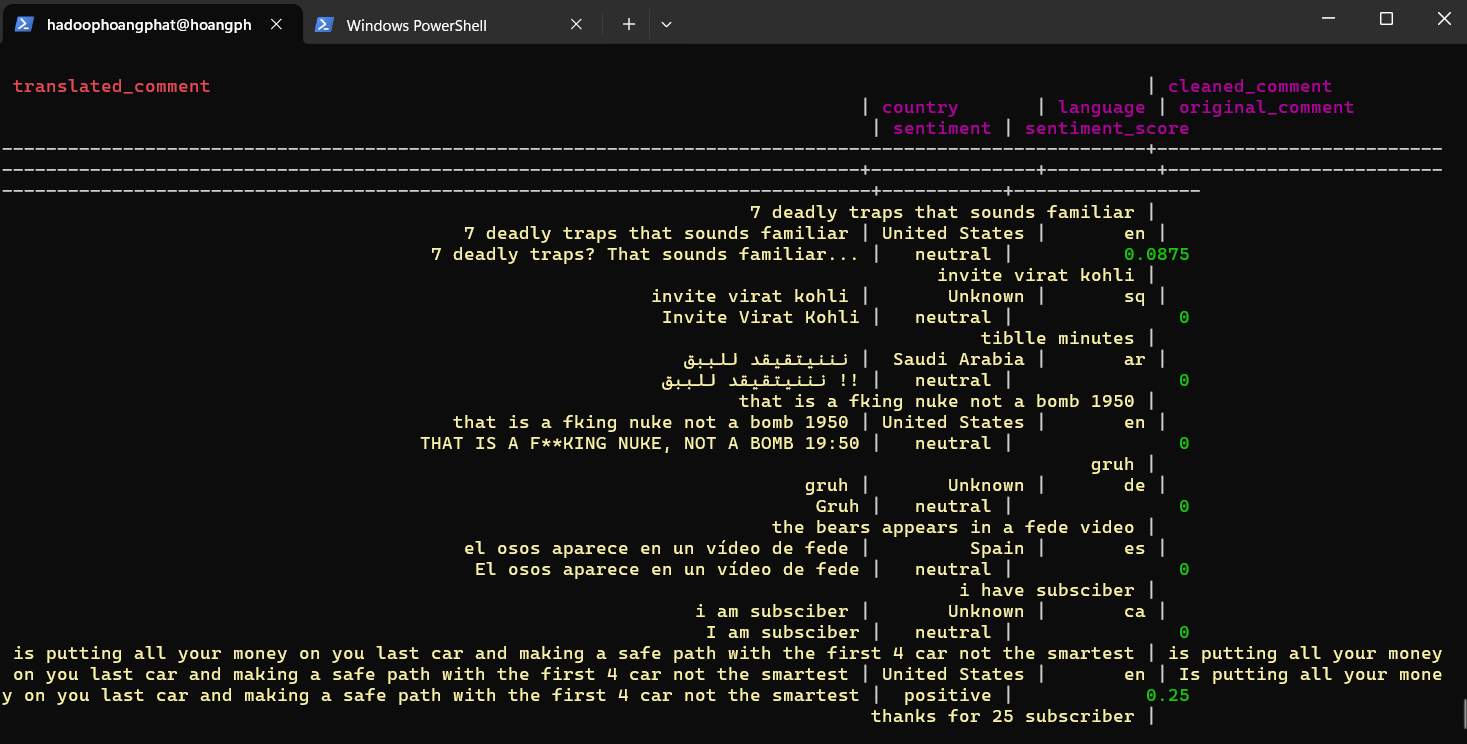 hadoophoangphat@hoangph
Windows PowerShell
translated_comment | cleaned_comment
| country | language | original_comment
| sentiment | sentiment_score
7 deadly traps that sounds familiar |
7 deadly traps that sounds familiar | United States | en |
7 deadly traps? That sounds familiar... | neutral | 0.0875
invite virat kohli |
invite virat kohli | Unknown | sq |
Invite Virat Kohli | neutral | 0
tiblle minutes |
ننيتقيقد للببق | Saudi Arabia | ar |
!! ننيتقيقد للببق | neutral | 0
that is a fking nuke not a bomb 1950 |
that is a fking nuke not a bomb 1950 | United States | en |
THAT IS A F**KING NUKE, NOT A BOMB 19:50 | neutral | 0
gruh |
gruh | Unknown | de |
Gruh | neutral | 0
the bears appears in a fede video |
el osos aparece en un vídeo de fede | Spain | es |
El osos aparece en un vídeo de fede | neutral | 0
i have subsciber |
i am subsciber | Unknown | ca |
I am subsciber | neutral | 0
is putting all your money on you last car and making a safe path with the first 4 car not the smartest | is putting all your money
on you last car and making a safe path with the first 4 car not the smartest | United States | en | Is putting all your mone
y on you last car and making a safe path with the first 4 car not the smartest | positive | 0.25
thanks for 25 subscriber |